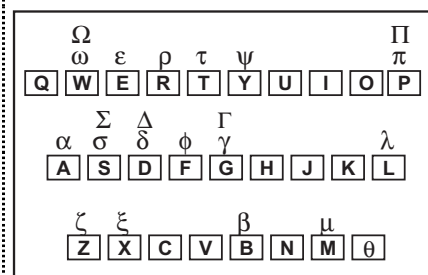 Ω Π
ω ε ρ τ ψ π
Q W E R T Y U I O P
Σ Δ Γ
α σ δ φ γ λ
A S D F G H J K L
ζ ξ β μ
Z X C V B N M θ